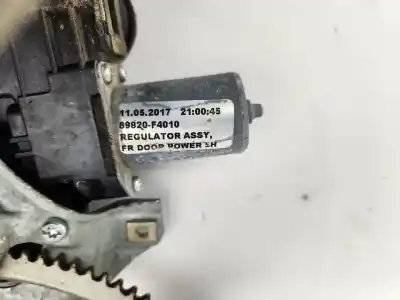 11.05.2017 21:00:45
69820-F4010
REGULATOR ASSY,
FR DOOR POWER LH